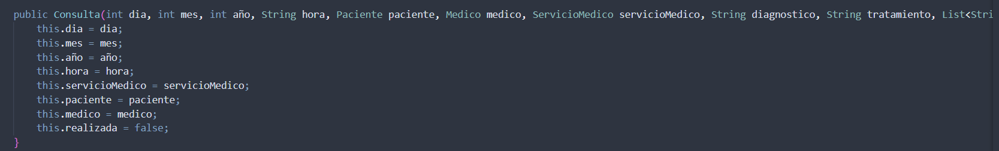 public Consulta(int dia, int mes, int año, String hora, Paciente paciente, Medico medico, ServicioMedico servicioMedico, String diagnostico, String tratamiento, List<Stri
this.dia = dia;
this.mes = mes;
this.año = año;
this.hora = hora;
this.servicioMedico = servicioMedico;
this.paciente = paciente;
this.medico = medico;
this.realizada = false;
}